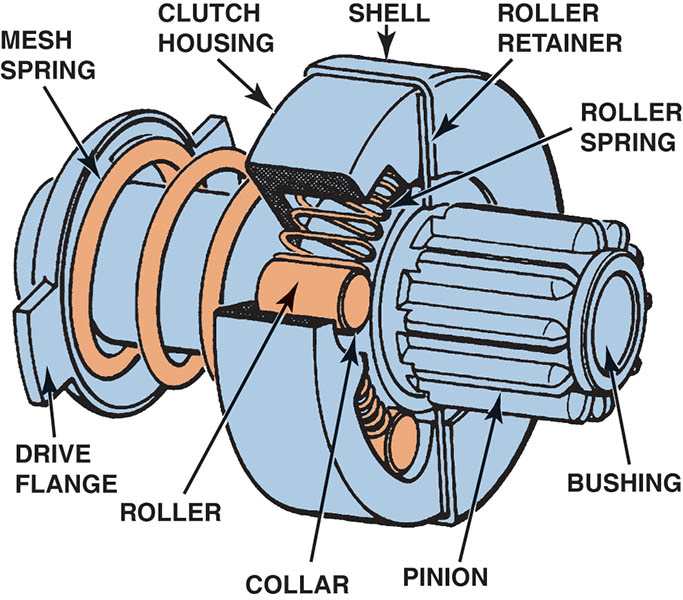 MESH
SPRING
CLUTCH
HOUSING
SHELL
ROLLER
RETAINER
ROLLER
SPRING
DRIVE
FLANGE
ROLLER
COLLAR
PINION
BUSHING